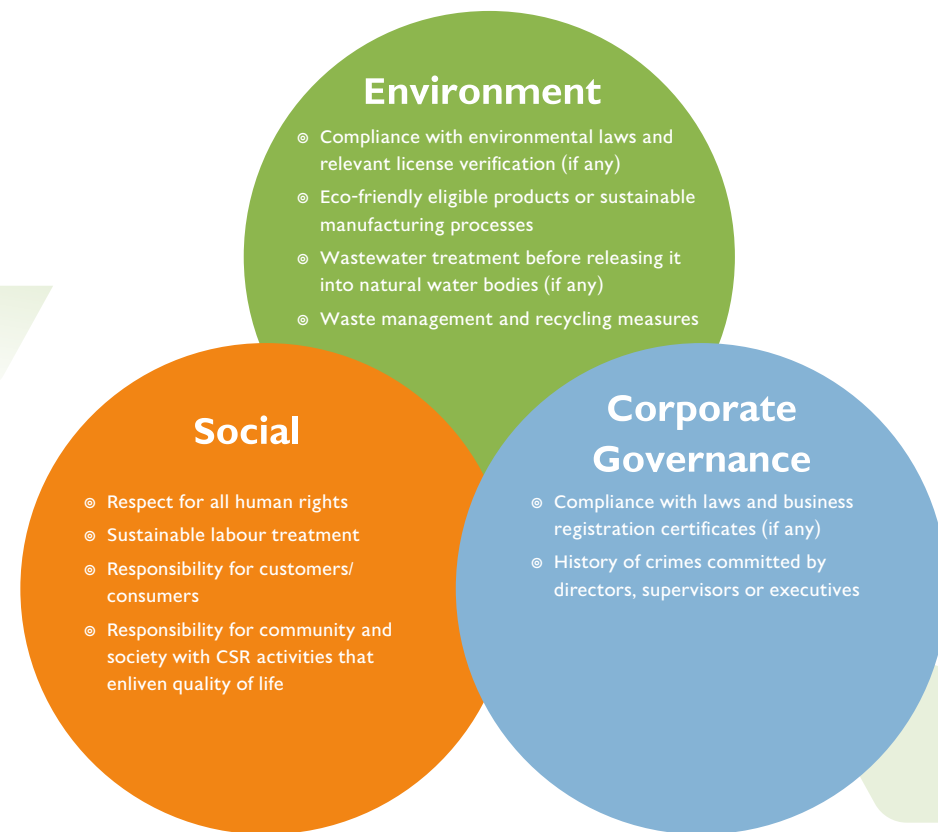 Environment
⊚ Compliance with environmental laws and
relevant license verification (if any)
⊚ Eco-friendly eligible products or sustainable
manufacturing processes
⊚ Wastewater treatment before releasing it
into natural water bodies (if any)
⊚ Waste management and recycling measures
Social
⊚ Respect for all human rights
⊚ Sustainable labour treatment
⊚ Responsibility for customers/
consumers
⊚ Responsibility for community and
society with CSR activities that
enliven quality of life
Corporate
Governance
⊚ Compliance with laws and business
registration certificates (if any)
⊚ History of crimes committed by
directors, supervisors or executives